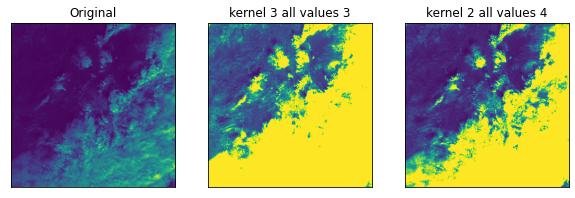 Original
kernel 3 all values 3
kernel 2 all values 4